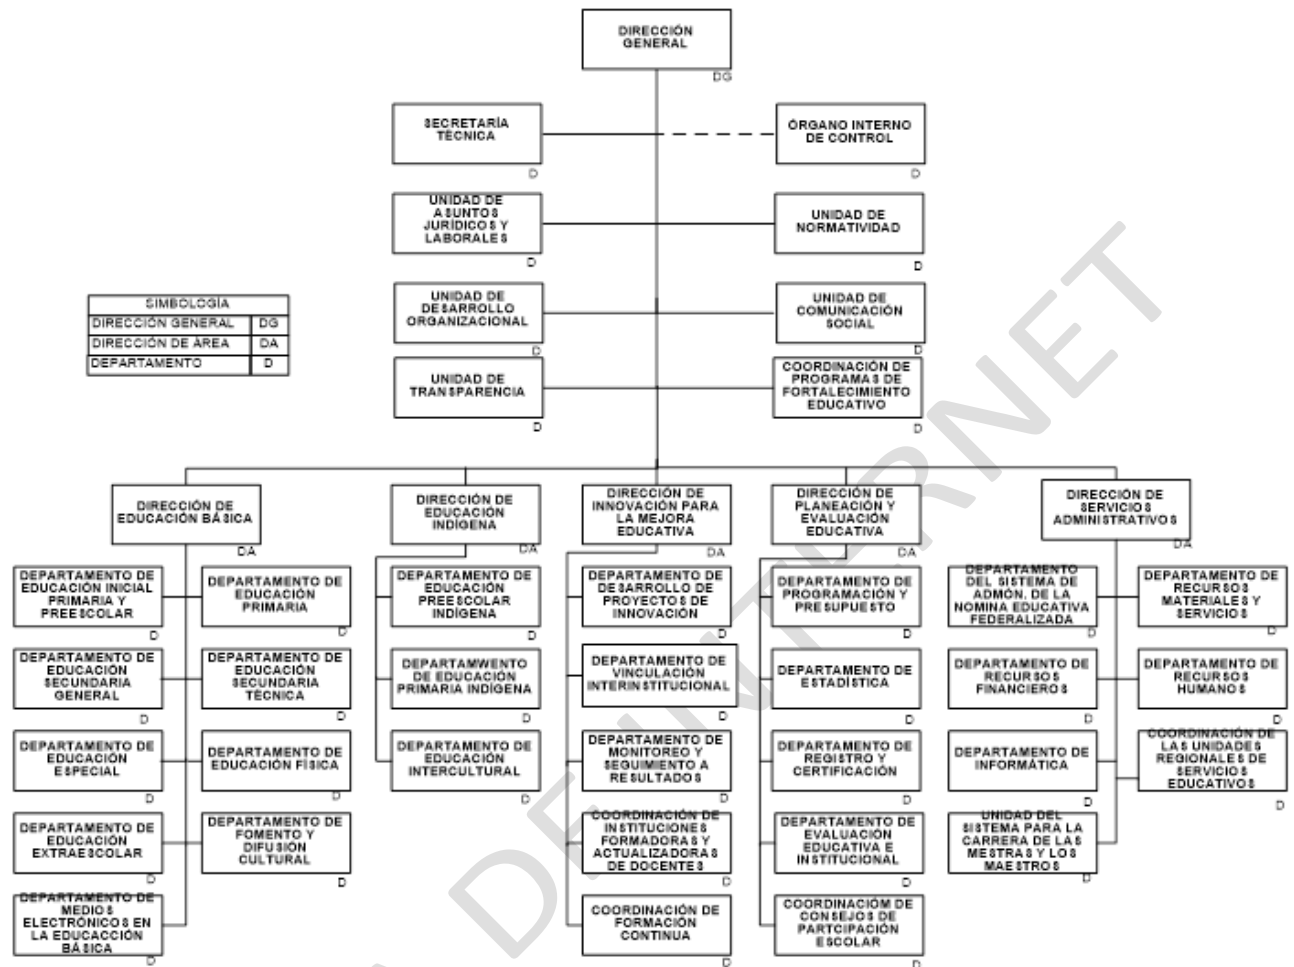 DIRECCIÓN
GENERAL
DG
SECRETARÍA
TÉCNICA
D
ÓRGANO INTERNO
DE CONTROL
D
UNIDAD DE
ASUNTOS
JURÍDICOS Y
LABORALES
D
UNIDAD DE
NORMATIVIDAD
D
SIMBOLOGÍA
DIRECCIÓN GENERAL DG
DIRECCIÓN DE ÁREA DA
DEPARTAMENTO D
UNIDAD DE
DESARROLLO
ORGANIZACIONAL
D
UNIDAD DE
COMUNICACIÓN
SOCIAL
D
UNIDAD DE
TRANSPARENCIA
D
COORDINACIÓN DE
PROGRAMAS DE
FORTALECIMIENTO
EDUCATIVO
D
DIRECCIÓN DE
EDUCACIÓN BÁSICA
DA
DIRECCIÓN DE
EDUCACIÓN
INDÍGENA
DA
DIRECCIÓN DE
INNOVACIÓN PARA
LA MEJORA
EDUCATIVA
DA
DIRECCIÓN DE
PLANEACIÓN Y
EVALUACIÓN
EDUCATIVA
DA
DIRECCIÓN DE
SERVICIOS
ADMINISTRATIVOS
DA
DEPARTAMENTO DE
EDUCACIÓN INICIAL
PRIMARIA Y
PREESCOLAR
D
DEPARTAMENTO DE
EDUCACIÓN
PRIMARIA
D
DEPARTAMENTO DE
EDUCACIÓN
PREESCOLAR
INDÍGENA
D
DEPARTAMENTO DE
DESARROLLO DE
PROYECTOS DE
INNOVACIÓN
D
DEPARTAMENTO DE
PROGRAMACIÓN Y
PRESUPUESTO
D
DEPARTAMENTO
DEL SISTEMA DE
ADMÓN. DE LA
NOMINA EDUCATIVA
FEDERALIZADA
D
DEPARTAMENTO DE
RECURSOS
MATERIALES Y
SERVICIOS
D
DEPARTAMENTO DE
EDUCACIÓN
SECUNDARIA
GENERAL
D
DEPARTAMENTO DE
EDUCACIÓN
SECUNDARIA
TÉCNICA
D
DEPARTAMWENTO
DE EDUCACIÓN
PRIMARIA INDÍGENA
D
DEPARTAMENTO DE
VINCULACIÓN
INTERINSTITUCIONAL
D
DEPARTAMENTO DE
ESTADÍSTICA
D
DEPARTAMENTO DE
RECURSOS
FINANCIEROS
D
DEPARTAMENTO DE
RECURSOS
HUMANOS
D
DEPARTAMENTO DE
EDUCACIÓN
ESPECIAL
D
DEPARTAMENTO DE
EDUCACIÓN FÍSICA
D
DEPARTAMENTO DE
EDUCACIÓN
INTERCULTURAL
D
DEPARTAMENTO DE
MONITOREO Y
SEGUIMIENTO A
RESULTADOS
D
DEPARTAMENTO DE
REGISTRO Y
CERTIFICACIÓN
D
DEPARTAMENTO DE
INFORMÁTICA
D
COORDINACIÓN DE
LAS UNIDADES
REGIONALES DE
SERVICIOS
EDUCATIVOS
D
DEPARTAMENTO DE
EDUCACIÓN
EXTRAESCOLAR
D
DEPARTAMENTO DE
FOMENTO Y
DIFUSIÓN
CULTURAL
D
COORDINACIÓN DE
INSTITUCIONES
FORMADORAS Y
ACTUALIZADORAS
DE DOCENTES
D
DEPARTAMENTO DE
EVALUACIÓN
EDUCATIVA E
INSTITUCIONAL
D
UNIDAD DEL
SISTEMA PARA LA
CARRERA DE LAS
MESTRAS Y LOS
MAESTROS
D
DEPARTAMENTO DE
MEDIOS
ELECTRÓNICOS EN
LA EDUCACCIÓN
BÁSICA
D
COORDINACIÓN DE
FORMACIÓN
CONTINUA
D
COORDINACIÓM DE
CONSEJOS DE
PARTCIPACIÓN
ESCOLAR
D
DE INTERNET